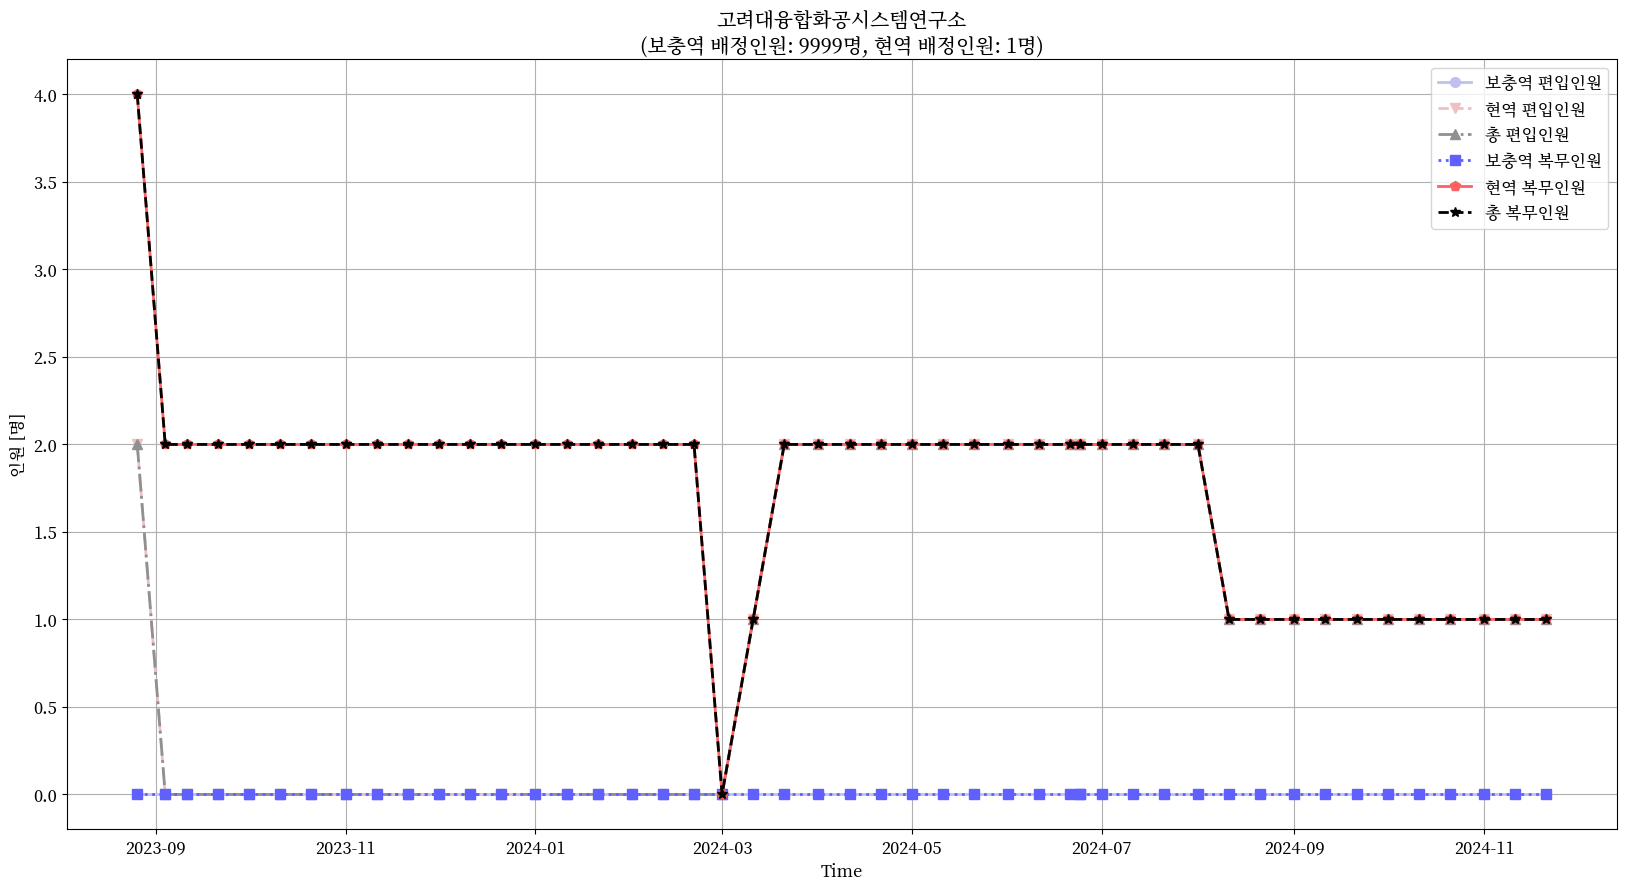 고려대융합화공시스템연구소
(보충역 배정인원: 9999명, 현역 배정인원: 1명)
보충역 편입인원
현역 편입인원
총 편입인원
보충역 복무인원
현역 복무인원
총 복무인원
인원 [명]
4.0
3.5
3.0
2.5
2.0
1.5
1.0
0.5
0.0
2023-09
2023-11
2024-01
2024-03
2024-05
2024-07
2024-09
2024-11
Time